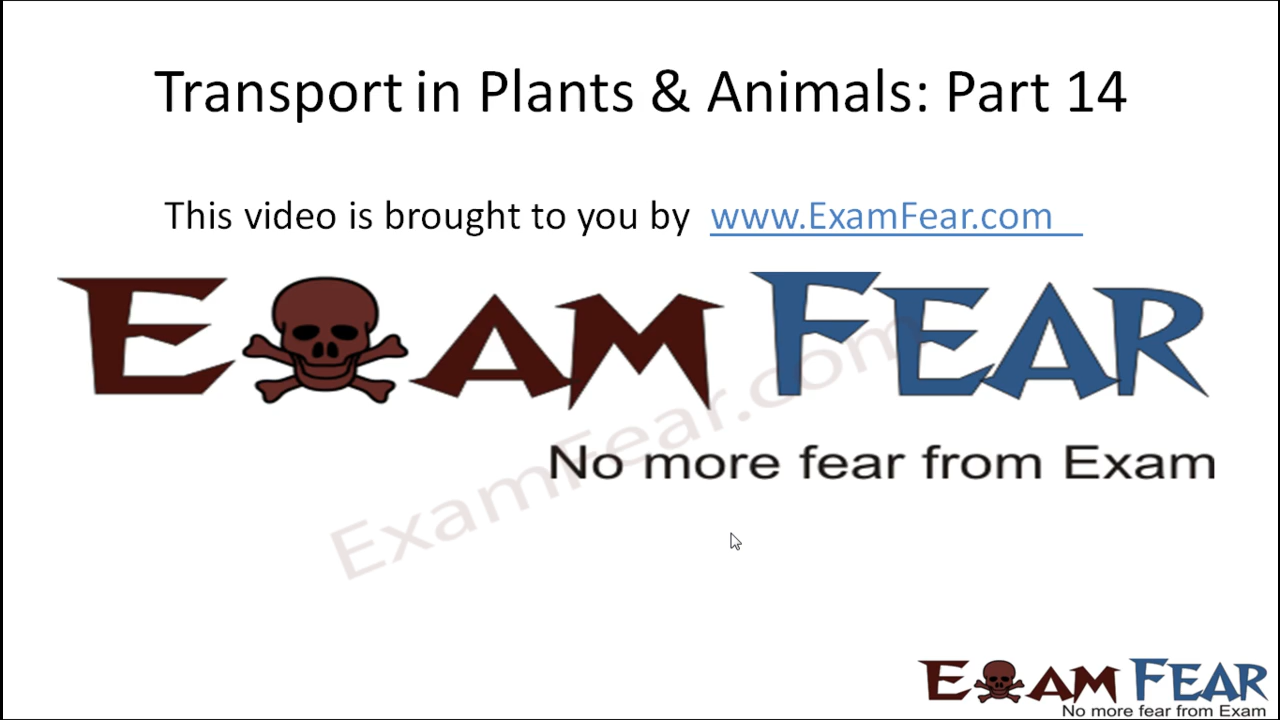 Transport in Plants & Animals: Part 14
This video is brought to you by www.ExamFear.com
EXAM FEAR
No more fear from Exam
ExamFear.com
EXAM FEAR
No more fear from Exam